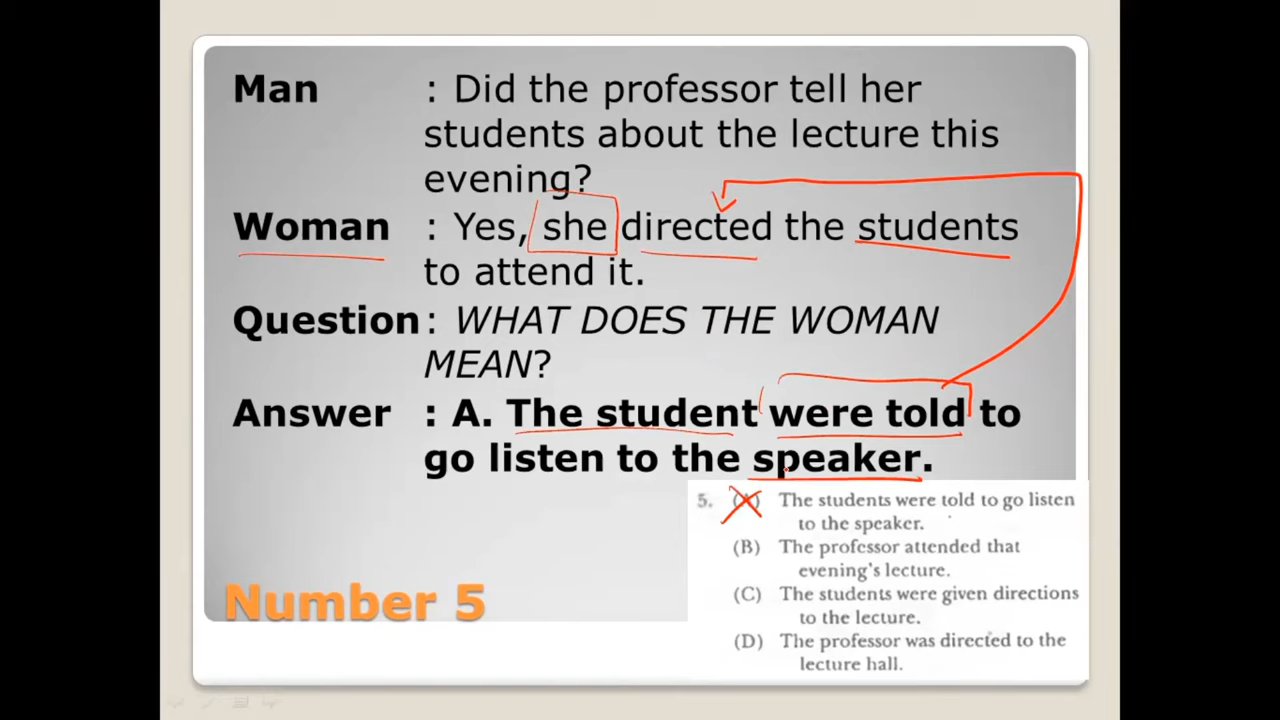 Man : Did the professor tell her
students about the lecture this
evening?
Woman : Yes, she directed the students
to attend it.
Question : WHAT DOES THE WOMAN
MEAN?
Answer : A. The student were told to
go listen to the speaker.
5. (A) The students were told to go listen
to the speaker.
(B) The professor attended that
evening's lecture.
(C) The students were given directions
to the lecture.
(D) The professor was directed to the
lecture hall.
Number 5